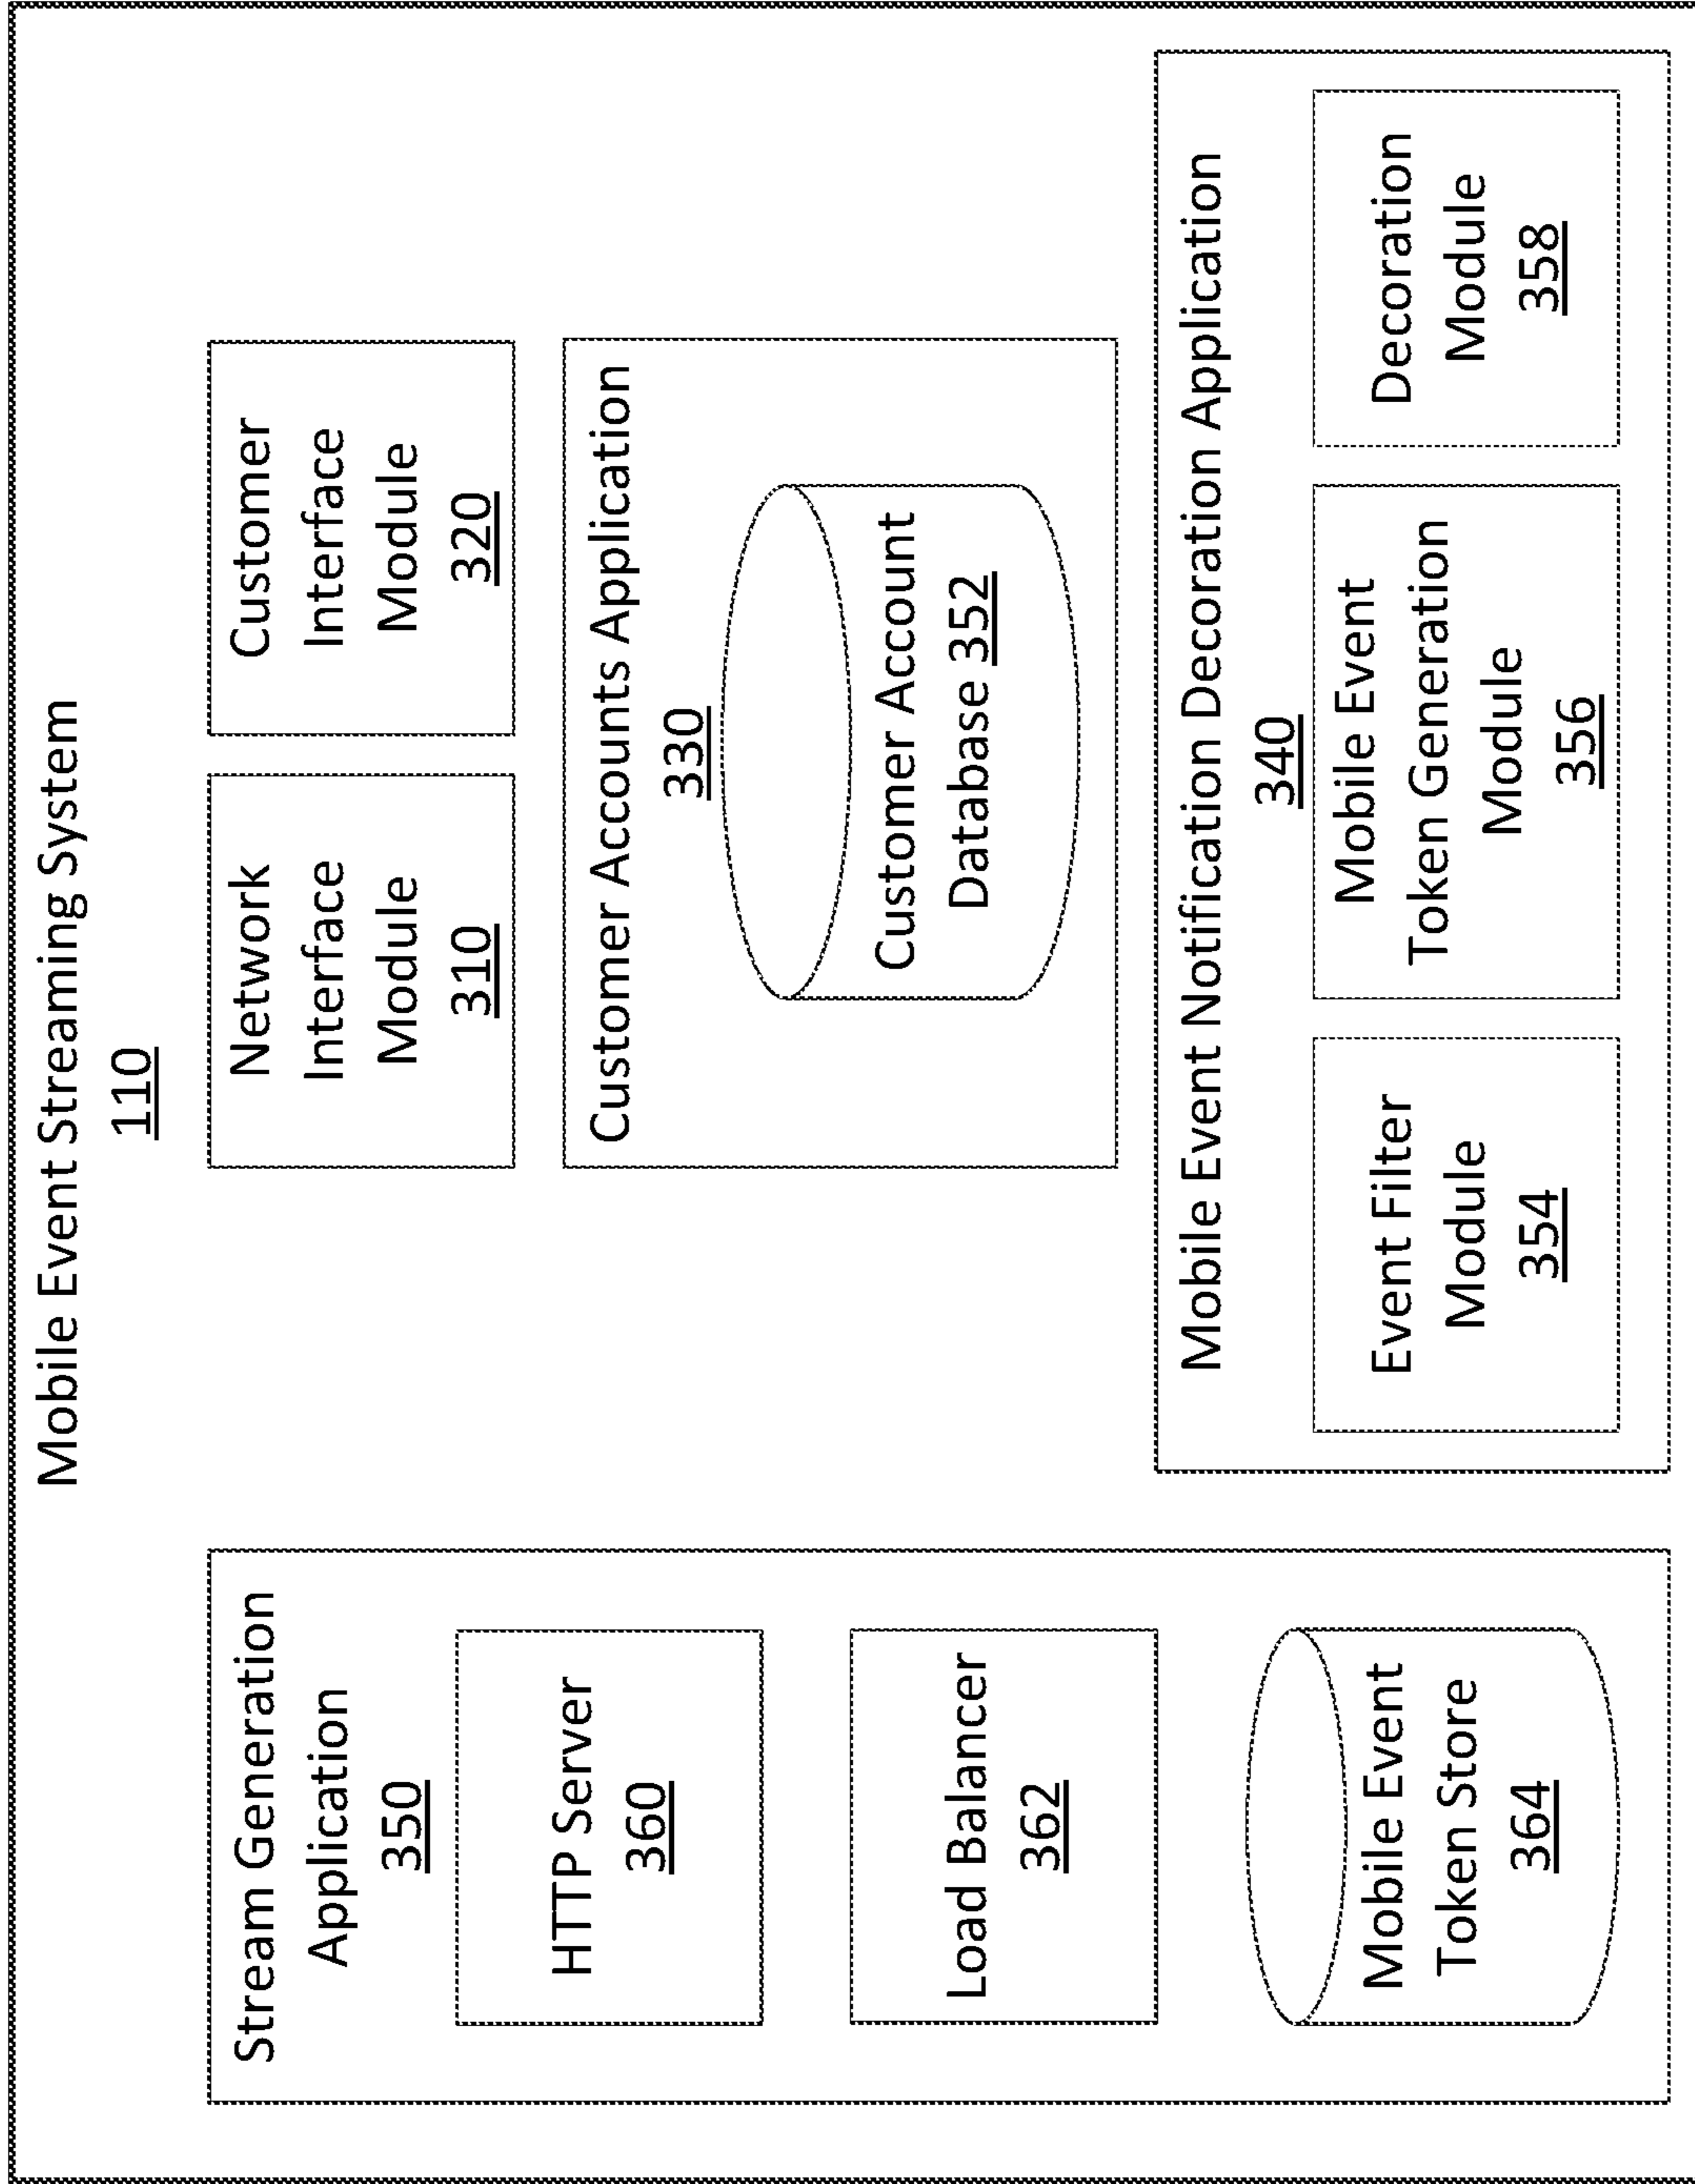 Mobile Event Streaming System
110
Stream Generation
Application
350
HTTP Server
360
Load Balancer
362
Mobile Event
Token Store
364
Network
Interface
Module
310
Customer
Interface
Module
320
Customer Accounts Application
330
Customer Account
Database 352
Mobile Event Notification Decoration Application
340
Event Filter
Module
354
Mobile Event
Token Generation
Module
356
Decoration
Module
358